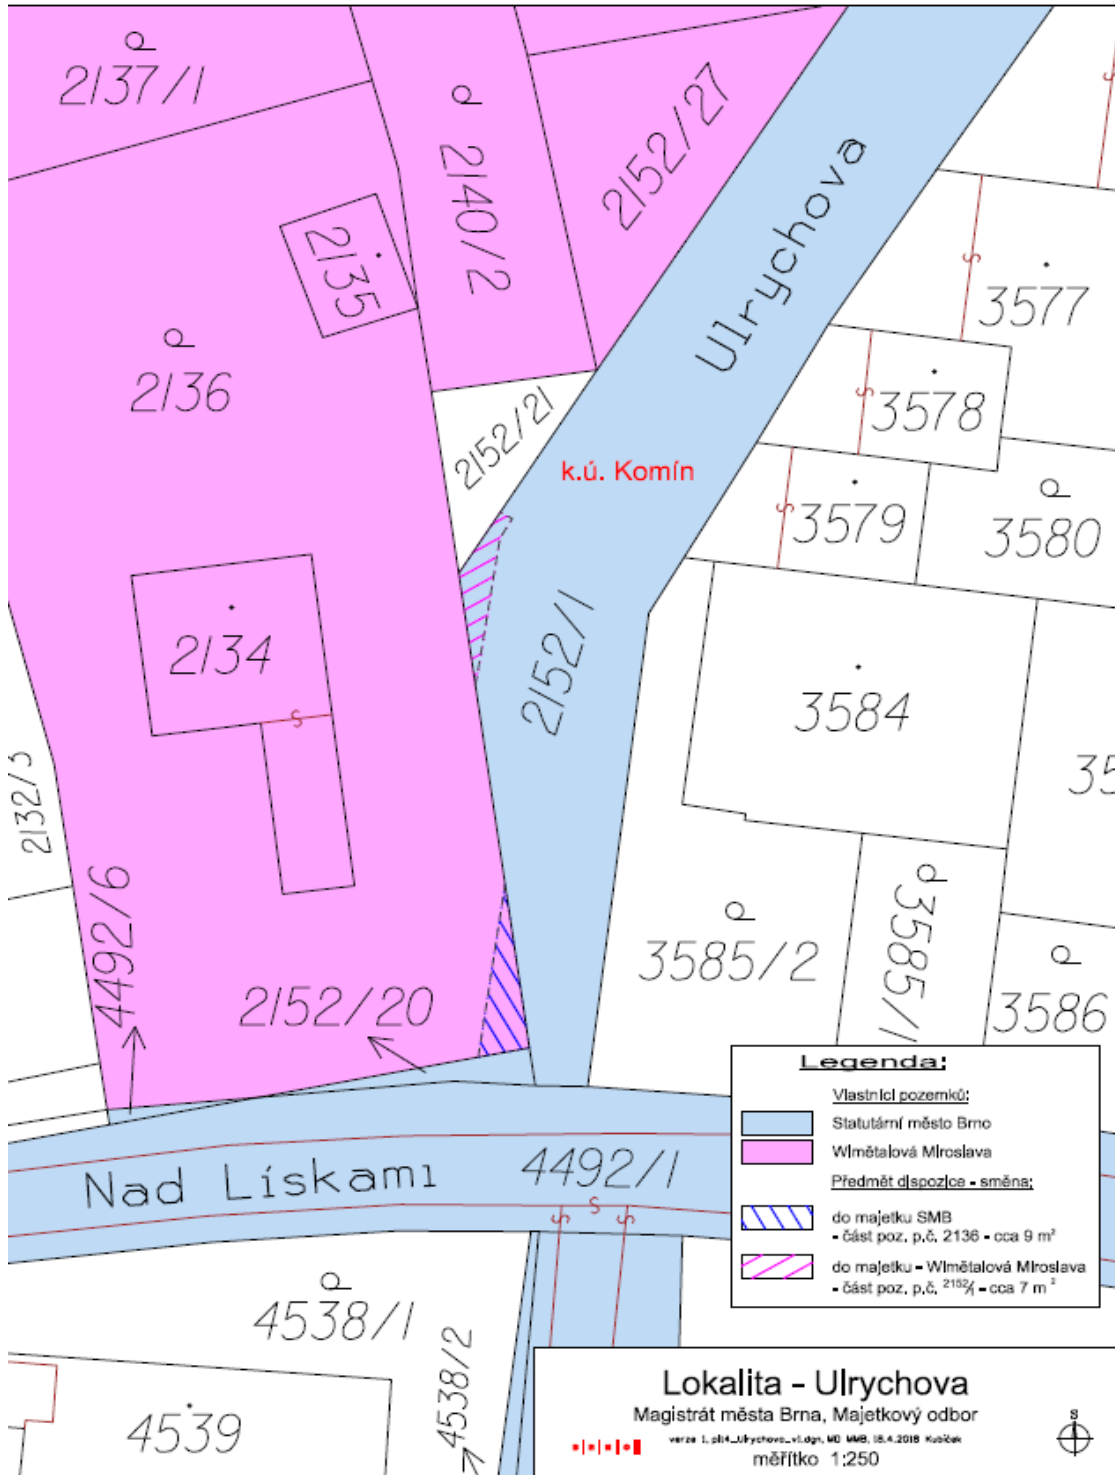 2137/1
2140/2
2152/27
Ulrychova
2135
3577
2136
3578
2152/21
k.ú. Komín
3579
3580
2152/1
2134
3584
2132/3
4492/6
3585/2
3585/1
3586
2152/20
Nad Lískami
4492/1
Legenda:
Vlastníci pozemků:
Statutární město Brno
Wimětalová Miroslava
Předmět dispozice - směna:
do majetku SMB
- část poz. p.č. 2136 - cca 9 m²
do majetku - Wimětalová Miroslava
- část poz. p.č. 2152/1 - cca 7 m²
4538/1
4538/2
4539
Lokalita - Ulrychova
Magistrát města Brna, Majetkový odbor
měřítko 1:250
S